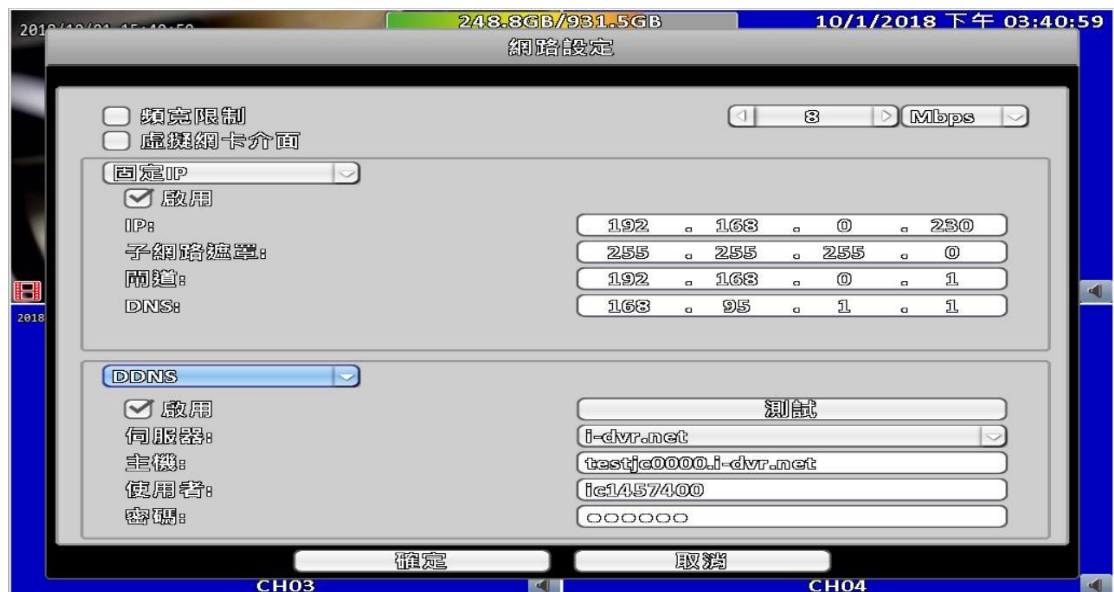 248.8GB/931.5GB
10/1/2018 下午 03:40:59
網路設定
頻寬限制
8 Mbps
虛擬網卡介面
固定IP
啟用
IP: 192 . 168 . 0 . 230
子網路遮罩: 255 . 255 . 255 . 0
閘道: 192 . 168 . 0 . 1
DNS: 168 . 95 . 1 . 1
2018
DDNS
啟用
測試
伺服器: i-dvr.net
主機: testjc0000.i-dvr.net
使用者: ic1457400
密碼: oooooo
確定
取消
CH03
CH04